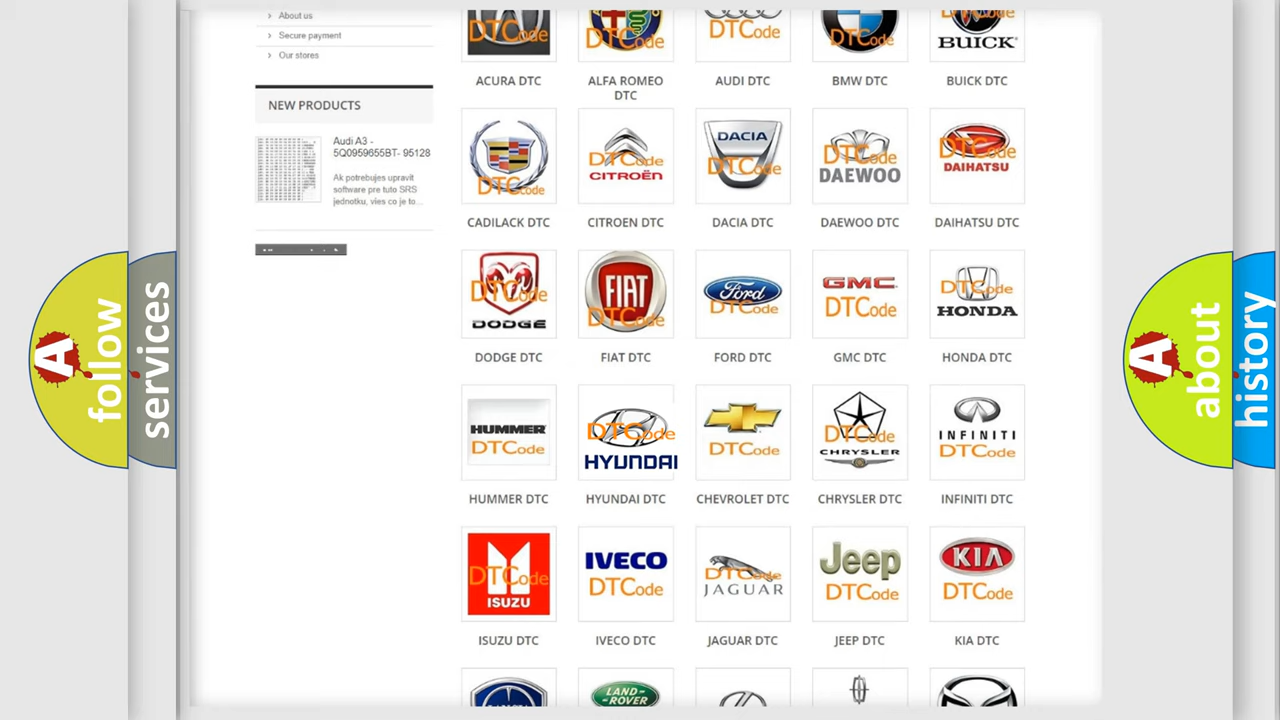 About us
Secure payment
Our stores
NEW PRODUCTS
Audi A3 -
5Q0959655BT- 95128
Ak potrebujes upravit
software pre tuto SRS
jednotku, vies co je to...
DTCode
DTCode
DTCode
DTCode
BUICK
ACURA DTC
ALFA ROMEO
DTC
AUDI DTC
BMW DTC
BUICK DTC
DTCode
DTCode
CITROËN
DACIA
DTCode
DTCode
DAEWOO
DTCode
DAIHATSU
CADILACK DTC
CITROEN DTC
DACIA DTC
DAEWOO DTC
DAIHATSU DTC
DTCode
DODGE
FIAT
DTCode
Ford
DTCode
GMC
DTCode
DTCode
HONDA
DODGE DTC
FIAT DTC
FORD DTC
GMC DTC
HONDA DTC
HUMMER
DTCode
DTCode
HYUNDAI
DTCode
DTCode
CHRYSLER
INFINITI
DTCode
HUMMER DTC
HYUNDAI DTC
CHEVROLET DTC
CHRYSLER DTC
INFINITI DTC
DTCode
ISUZU
IVECO
DTCode
DTCode
JAGUAR
Jeep
DTCode
KIA
DTCode
ISUZU DTC
IVECO DTC
JAGUAR DTC
JEEP DTC
KIA DTC
LAND-
ROVER
A
follow
services
A
about
history